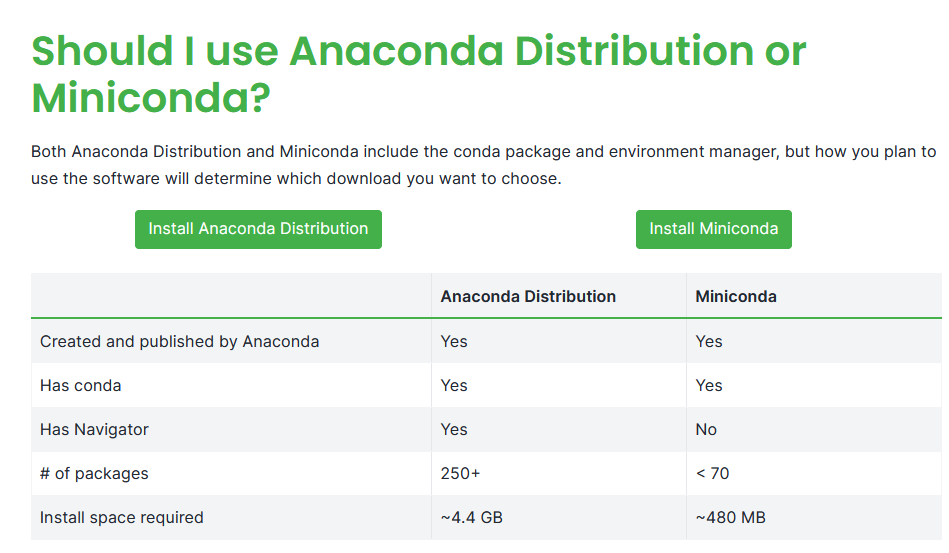 Should I use Anaconda Distribution or
Miniconda?
Both Anaconda Distribution and Miniconda include the conda package and environment manager, but how you plan to
use the software will determine which download you want to choose.
Install Anaconda Distribution
Install Miniconda
Anaconda Distribution Miniconda
Created and published by Anaconda Yes Yes
Has conda Yes Yes
Has Navigator Yes No
# of packages 250+ < 70
Install space required ~4.4 GB ~480 MB